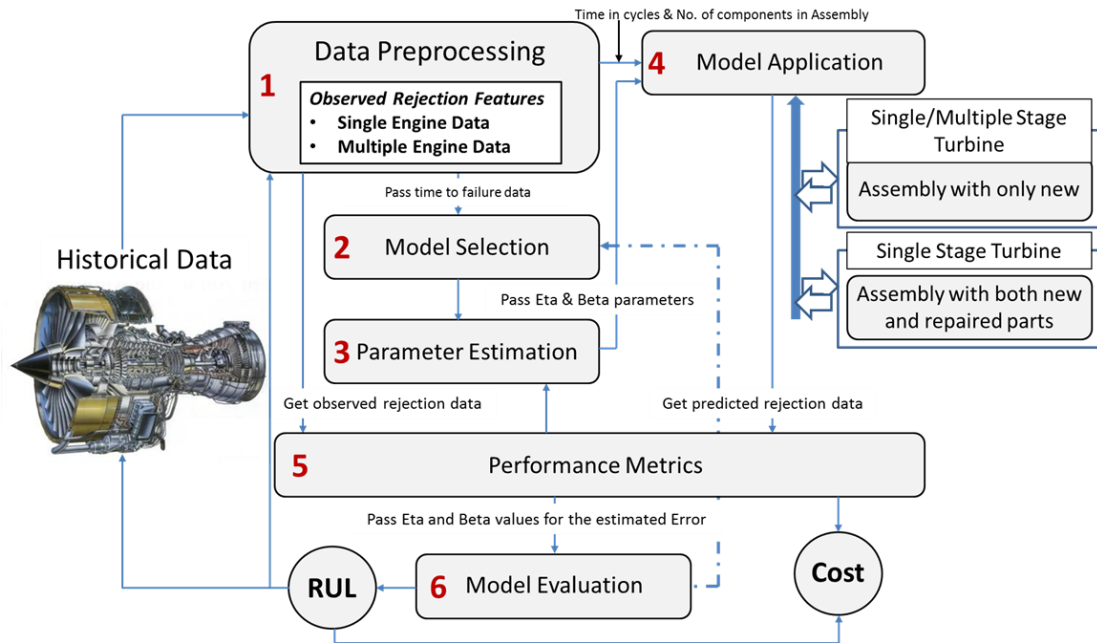 Time in cycles & No. of components in Assembly
Data Preprocessing
1
Observed Rejection Features
• Single Engine Data
• Multiple Engine Data
4 Model Application
Single/Multiple Stage
Turbine
Assembly with only new
Single Stage Turbine
Assembly with both new
and repaired parts
Pass time to failure data
2 Model Selection
Historical Data
Pass Eta & Beta parameters
3 Parameter Estimation
Get observed rejection data
Get predicted rejection data
5 Performance Metrics
Pass Eta and Beta values for the estimated Error
RUL
6 Model Evaluation
Cost